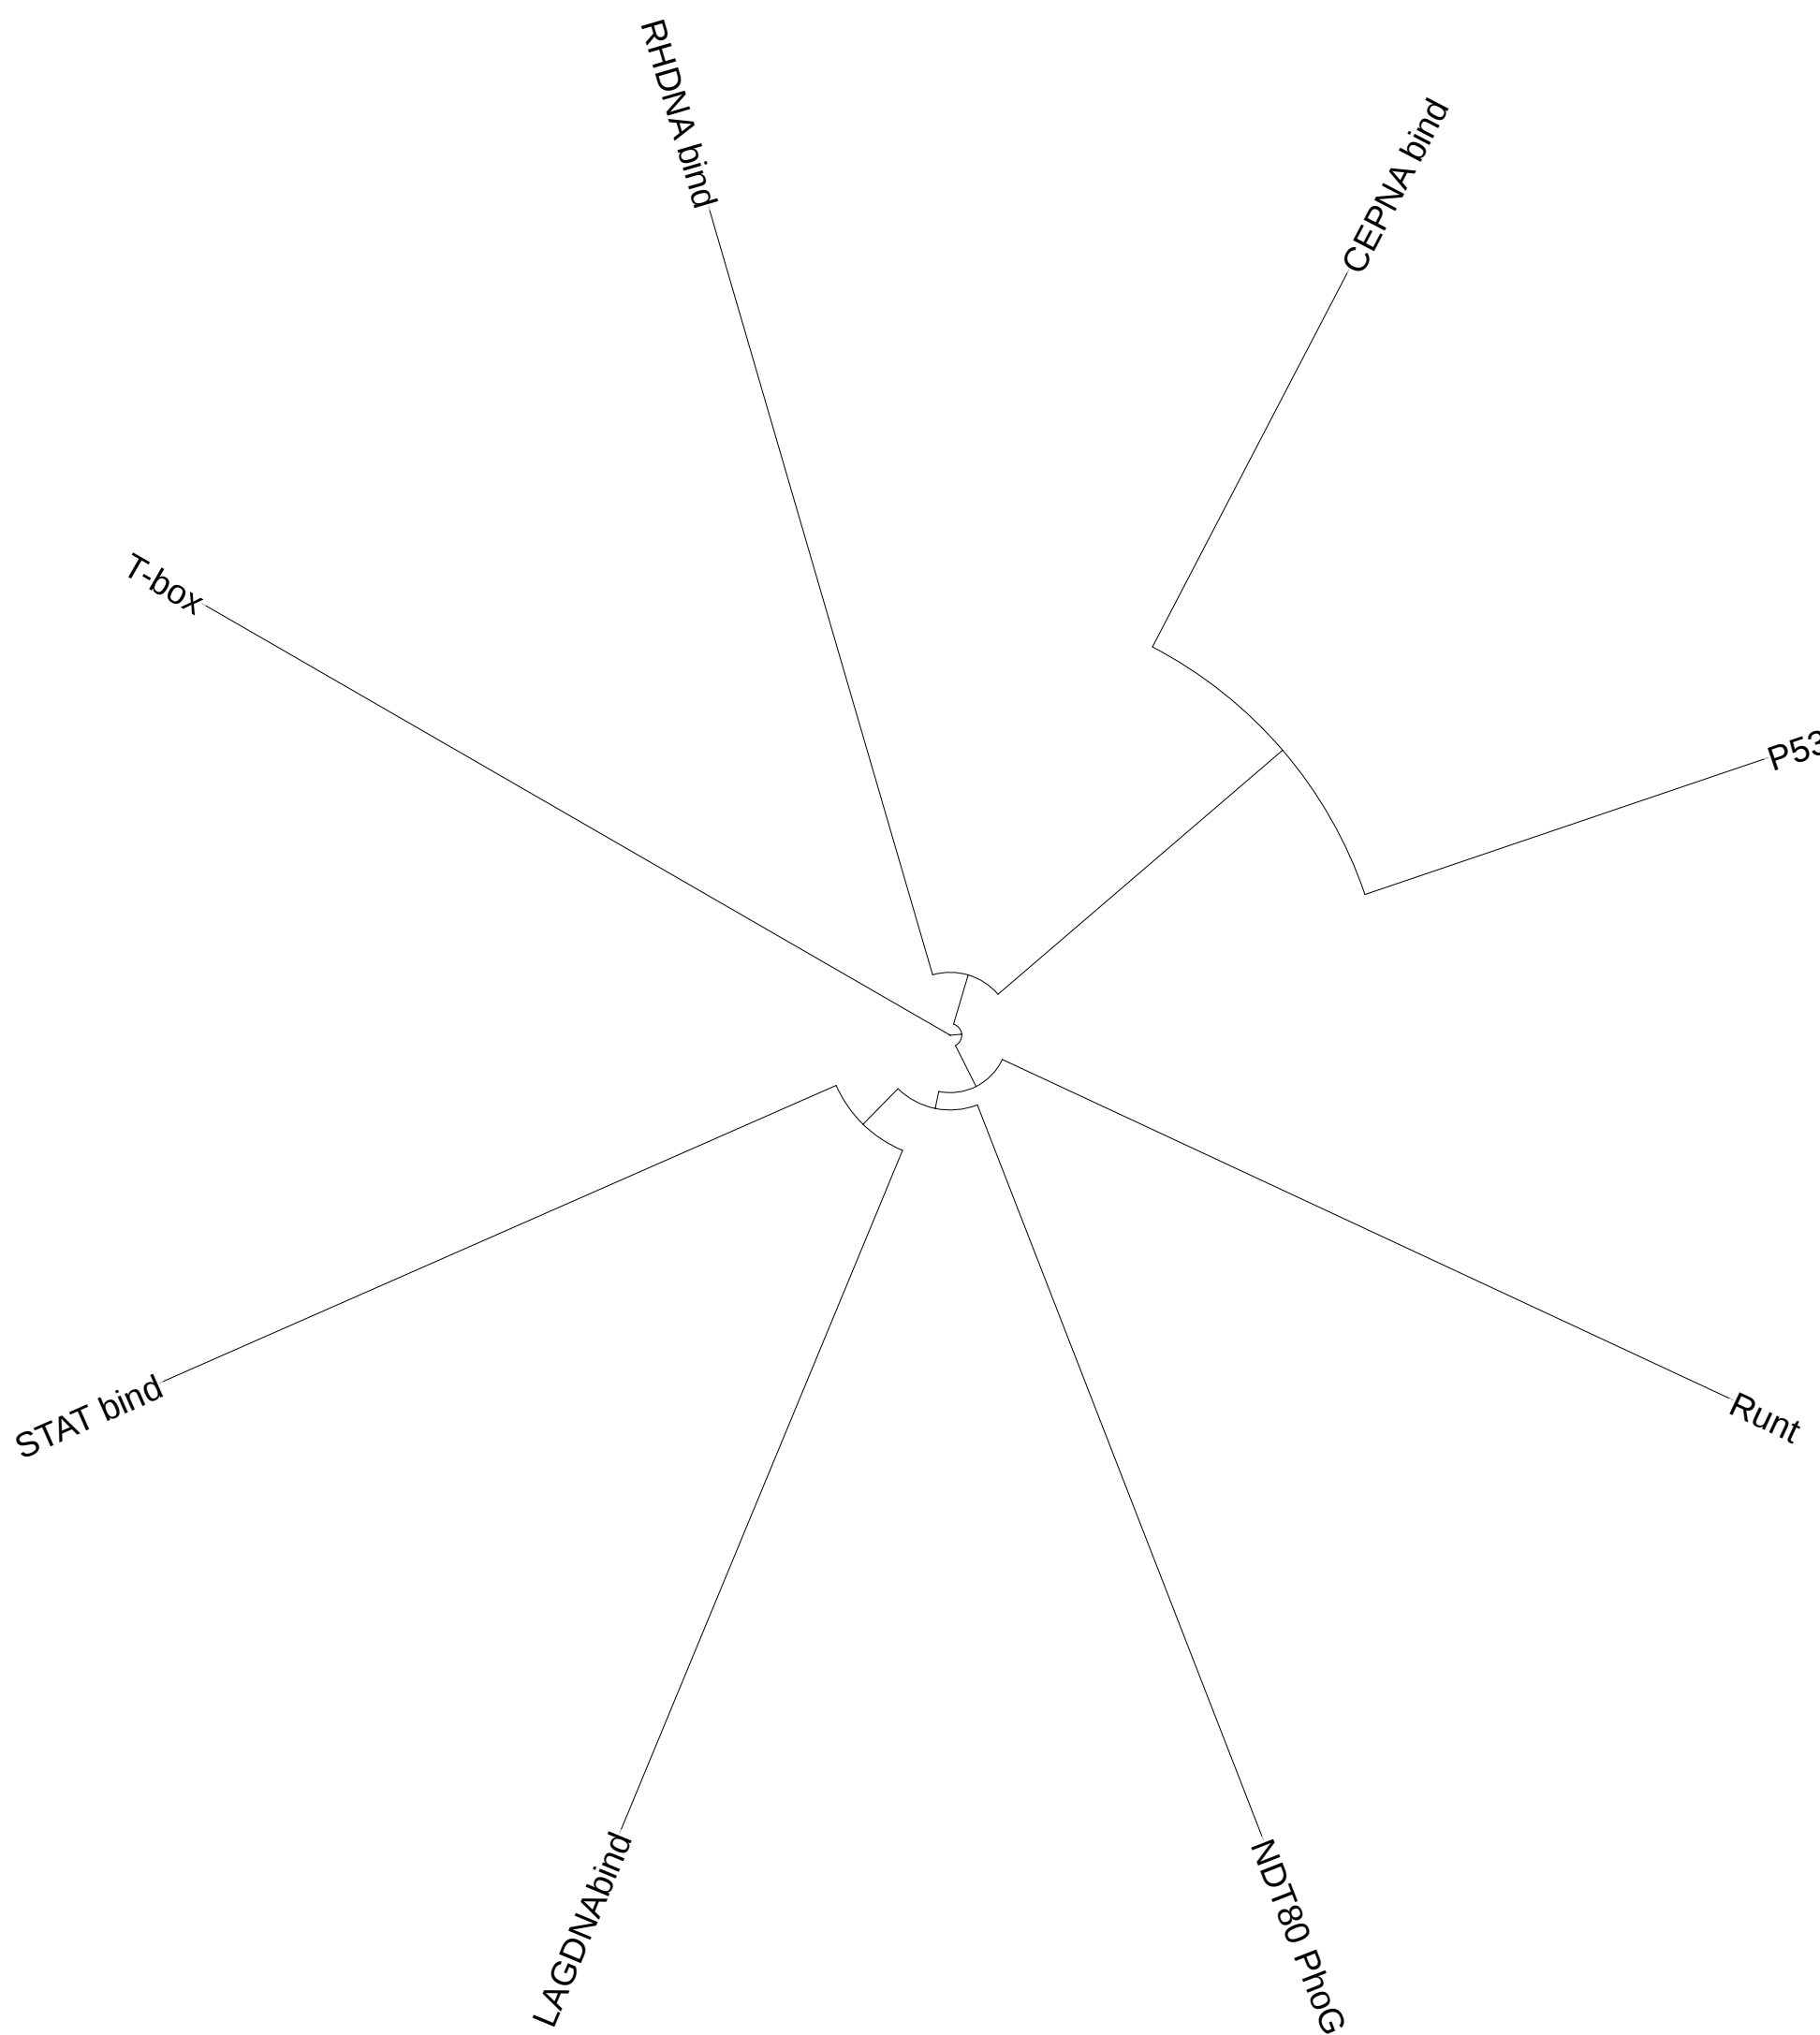 RHDNA bind
CEPNA bind
T-box
P53
STAT bind
Runt
LAGDNAbind
NDT80 PhoG